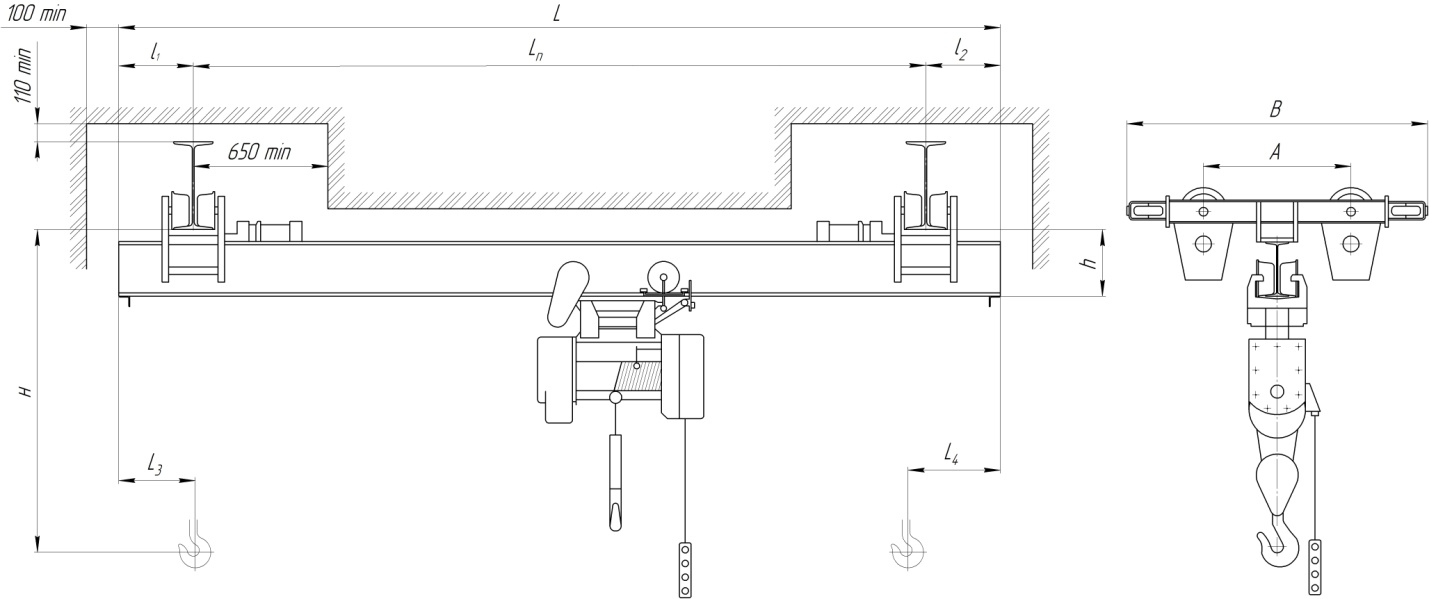 100 min
L
l₁
Lₙ
l₂
110 min
650 min
B
A
h
н
L₃
L₄